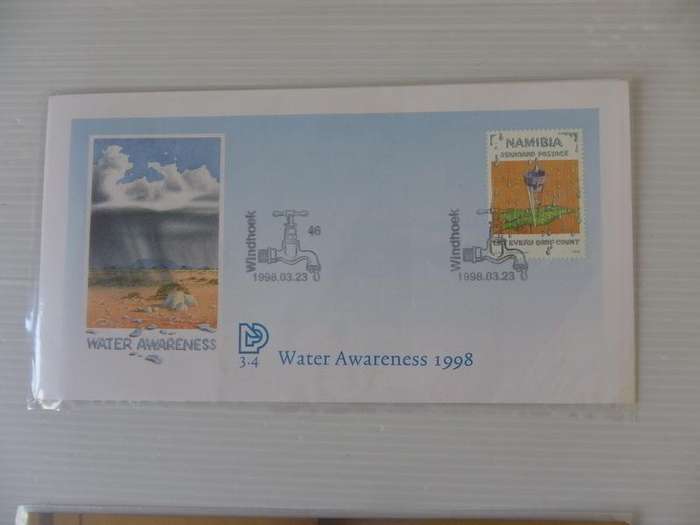 NAMIBIA
STANDARD POSTAGE
LET EVERY DROP COUNT
Windhoek
46
1998.03.23
Windhoek
1998.03.23
WATER AWARENESS
3.4
Water Awareness 1998